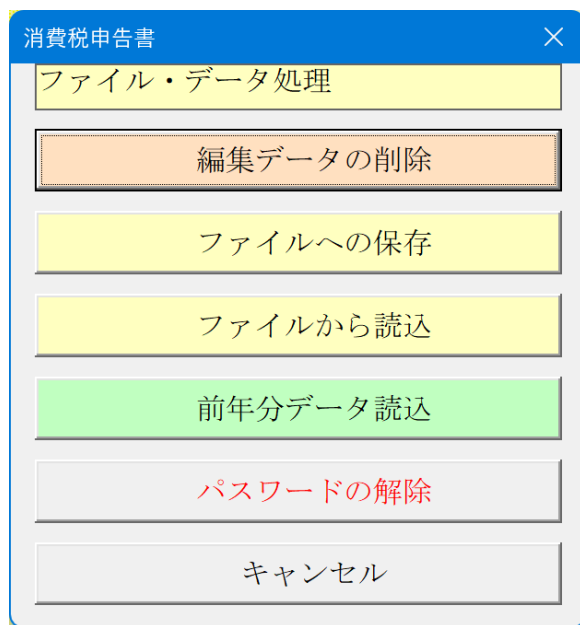 消費税申告書
ファイル・データ処理
編集データの削除
ファイルへの保存
ファイルから読込
前年分データ読込
パスワードの解除
キャンセル